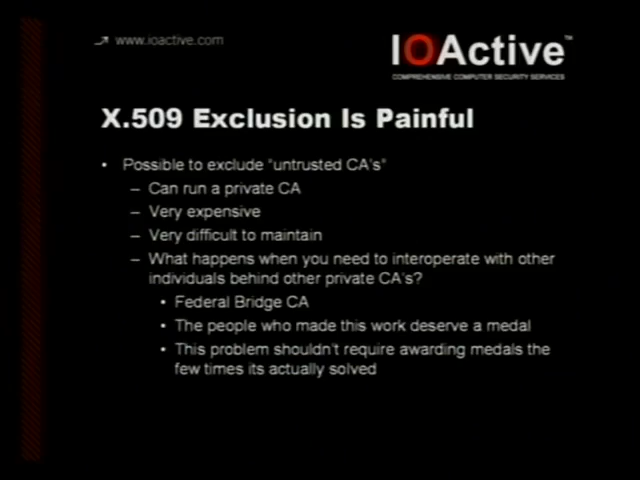 www.ioactive.com
IOActive™
COMPREHENSIVE COMPUTER SECURITY SERVICES
X.509 Exclusion Is Painful
• Possible to exclude "untrusted CA's"
– Can run a private CA
– Very expensive
– Very difficult to maintain
– What happens when you need to interoperate with other
individuals behind other private CA's?
• Federal Bridge CA
• The people who made this work deserve a medal
• This problem shouldn't require awarding medals the
few times its actually solved